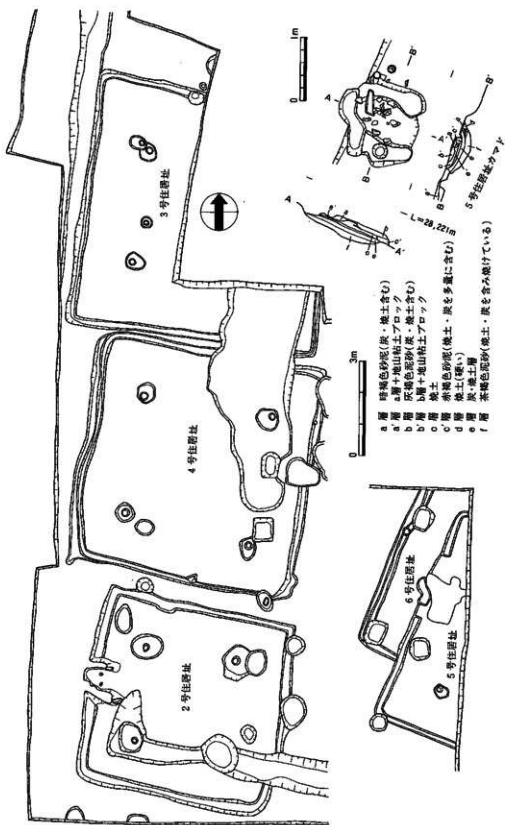 3号住居址
4号住居址
2号住居址
6号住居址
5号住居址
0 3m
0 1m
A
A'
B
B'
L=28,221m
5号住居址カマド
a 層 暗褐色砂泥(炭・焼土含む)
a' 層 a層+地山粘土ブロック
b 層 灰褐色泥砂(炭・焼土含む)
b' 層 b層+地山粘土ブロック
c 層 焼土
c' 層 赤褐色砂泥(焼土・炭を多量に含む)
d 層 焼土(硬い)
e 層 炭・焼土層
f 層 茶褐色泥砂(焼土・炭を含み焼けている)